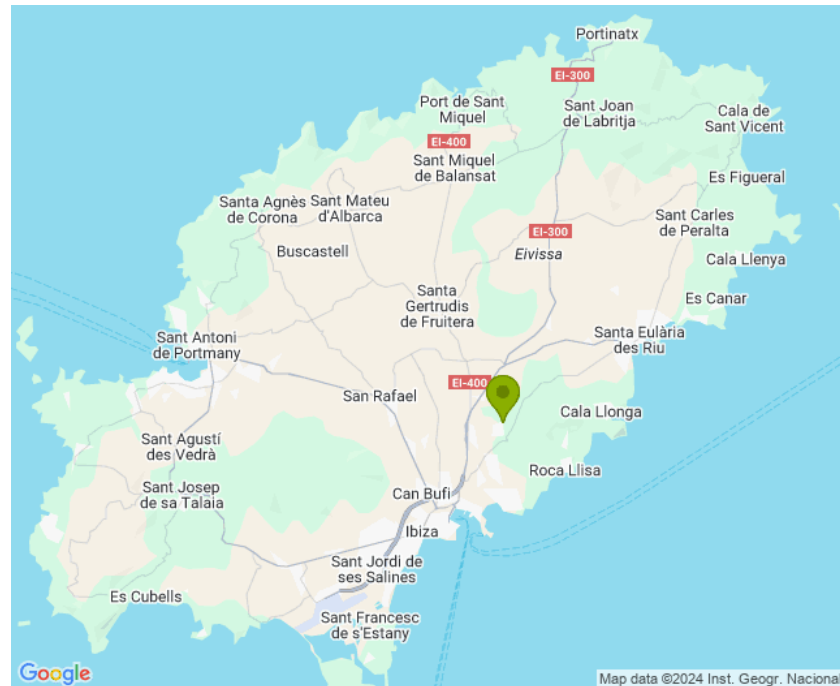 Portinatx
EI-300
Port de Sant
Miquel
Sant Joan
de Labritja
Cala de
Sant Vicent
EI-400
Sant Miquel
de Balansat
Es Figueral
Santa Agnès
de Corona
Sant Mateu
d'Albarca
Sant Carles
de Peralta
EI-300
Buscastell
Eivissa
Cala Llenya
Santa
Gertrudis
de Fruitera
Es Canar
Sant Antoni
de Portmany
Santa Eulària
des Riu
EI-400
San Rafael
Cala Llonga
Sant Agustí
des Vedrà
Roca Llisa
Sant Josep
de sa Talaia
Can Bufi
Ibiza
Sant Jordi de
ses Salines
Es Cubells
Sant Francesc
de s'Estany
Google
Map data ©2024 Inst. Geogr. Nacional